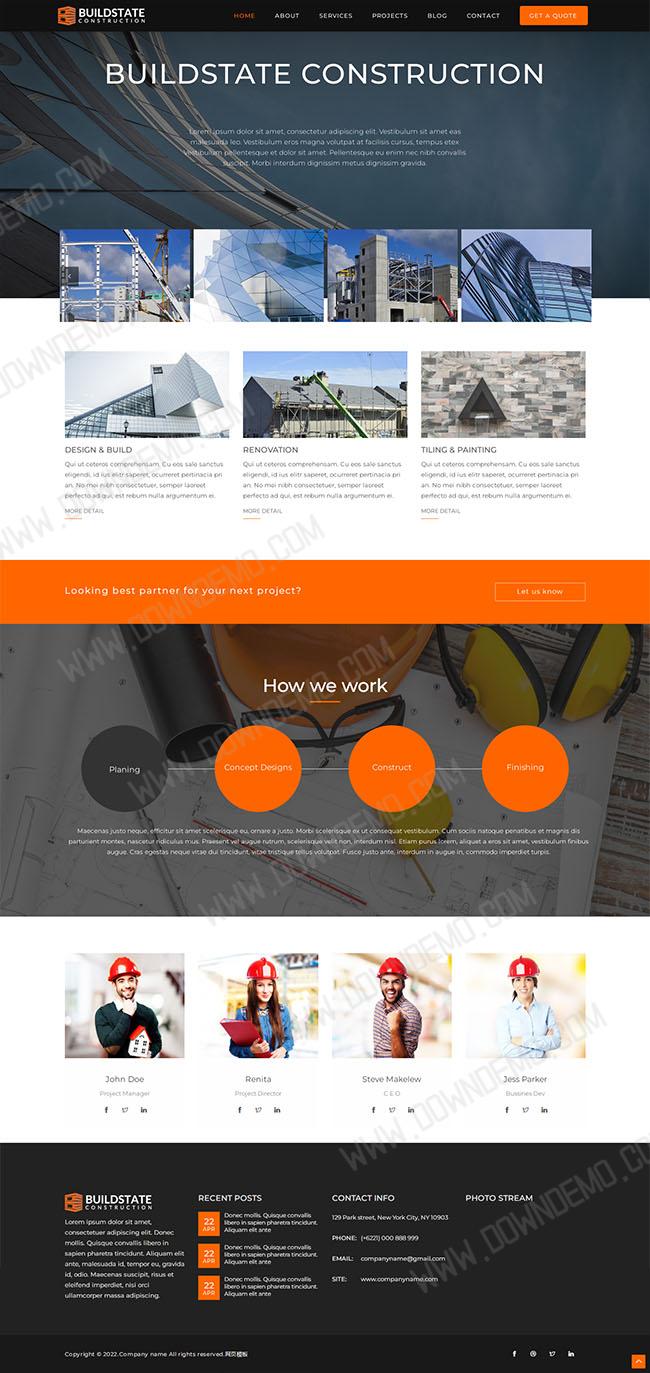 BUILDSTATE
CONSTRUCTION
HOME ABOUT SERVICES PROJECTS BLOG CONTACT GET A QUOTE
BUILDSTATE CONSTRUCTION
Lorem ipsum dolor sit amet, consectetur adipiscing elit. Vestibulum sit amet eas
malesuada leo. Vestibulum eros magna volutpat at facilisis cursus, tempus etex
Vestibulum pellentesque et dolor sit amet. Pellentesque eu enim nec nibh convallis
suscipit. Morbi interdum dignissim metus dignissim gravida.
DESIGN & BUILD
Qui ut ceteros comprehensam. Cu eos sale sanctus
eligendi, id ius elitr saperet, ocurreret pertinacia pri
an. No mei nibh consectetuer, semper laoreet
perfecto ad qui, est rebum nulla argumentum ei.
MORE DETAIL
RENOVATION
Qui ut ceteros comprehensam. Cu eos sale sanctus
eligendi, id ius elitr saperet, ocurreret pertinacia pri
an. No mei nibh consectetuer, semper laoreet
perfecto ad qui, est rebum nulla argumentum ei.
MORE DETAIL
TILING & PAINTING
Qui ut ceteros comprehensam. Cu eos sale sanctus
eligendi, id ius elitr saperet, ocurreret pertinacia pri
an. No mei nibh consectetuer, semper laoreet
perfecto ad qui, est rebum nulla argumentum ei.
MORE DETAIL
Looking best partner for your next project?
Let us know
How we work
Planing
Concept Designs
Construct
Finishing
Maecenas justo neque, efficitur sit amet scelerisque eu, ornare a justo. Morbi scelerisque ex ut consequat vestibulum. Cum sociis natoque penatibus et magnis dis
parturient montes, nascetur ridiculus mus. Praesent vel augue rutrum, scelerisque velit non, interdum nisl. Etiam purus lorem, aliquet a eros sit amet, vestibulum finibus
augue. Cras egestas neque vitae dui tincidunt, vitae tristique tellus volutpat. Fusce justo ante, interdum in augue in, commodo imperdiet turpis.
John Doe
Project Manager
Renita
Project Director
Steve Makelew
C.E.O
Jess Parker
Bussines Dev
BUILDSTATE
CONSTRUCTION
Lorem ipsum dolor sit amet,
consectetuer adipiscing elit. Donec
mollis. Quisque convallis libero in
sapien pharetra tincidunt. Aliquam elit
ante, malesuada id, tempor eu, gravida
id, odio. Maecenas suscipit, risus et
eleifend imperdiet, nisi orci
ullamcorper massa adipiscing.
RECENT POSTS
22
APR
Donec mollis. Quisque convallis
libero in sapien pharetra tincidunt.
Aliquam elit ante
22
APR
Donec mollis. Quisque convallis
libero in sapien pharetra tincidunt.
Aliquam elit ante
22
APR
Donec mollis. Quisque convallis
libero in sapien pharetra tincidunt.
Aliquam elit ante
CONTACT INFO
129 Park street, New York City, NY 10903
PHONE: (+6221) 000 888 999
EMAIL: companyname@gmail.com
SITE: www.companyname.com
PHOTO STREAM
Copyright © 2022.Company name All rights reserved.网页模板
WWW.DOWNDEMO.COM